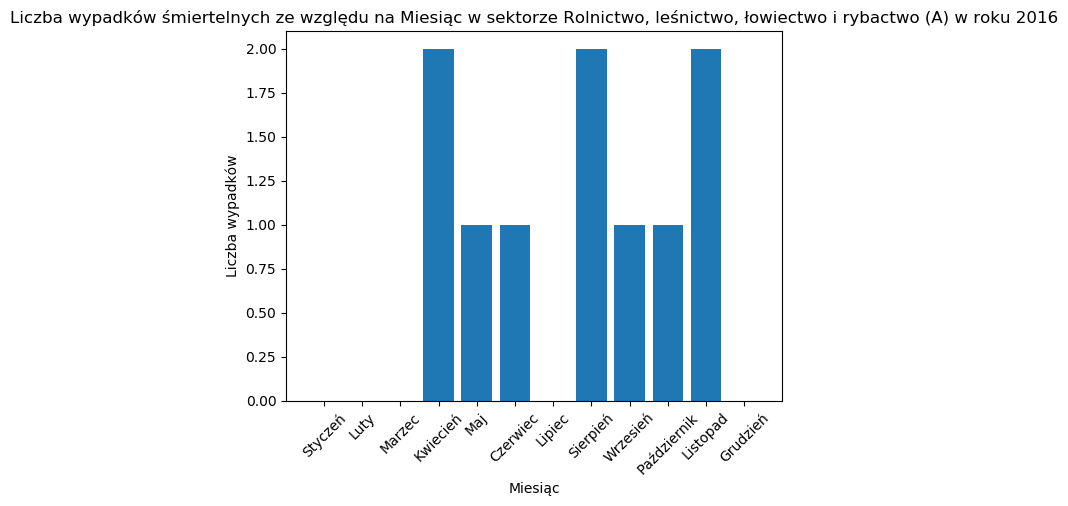 Liczba wypadków śmiertelnych ze względu na Miesiąc w sektorze Rolnictwo, leśnictwo, łowiectwo i rybactwo (A) w roku 2016
2.00
1.75
1.50
1.25
1.00
0.75
0.50
0.25
0.00
Liczba wypadków
Styczeń
Luty
Marzec
Kwiecień
Maj
Czerwiec
Lipiec
Sierpień
Wrzesień
Październik
Listopad
Grudzień
Miesiąc